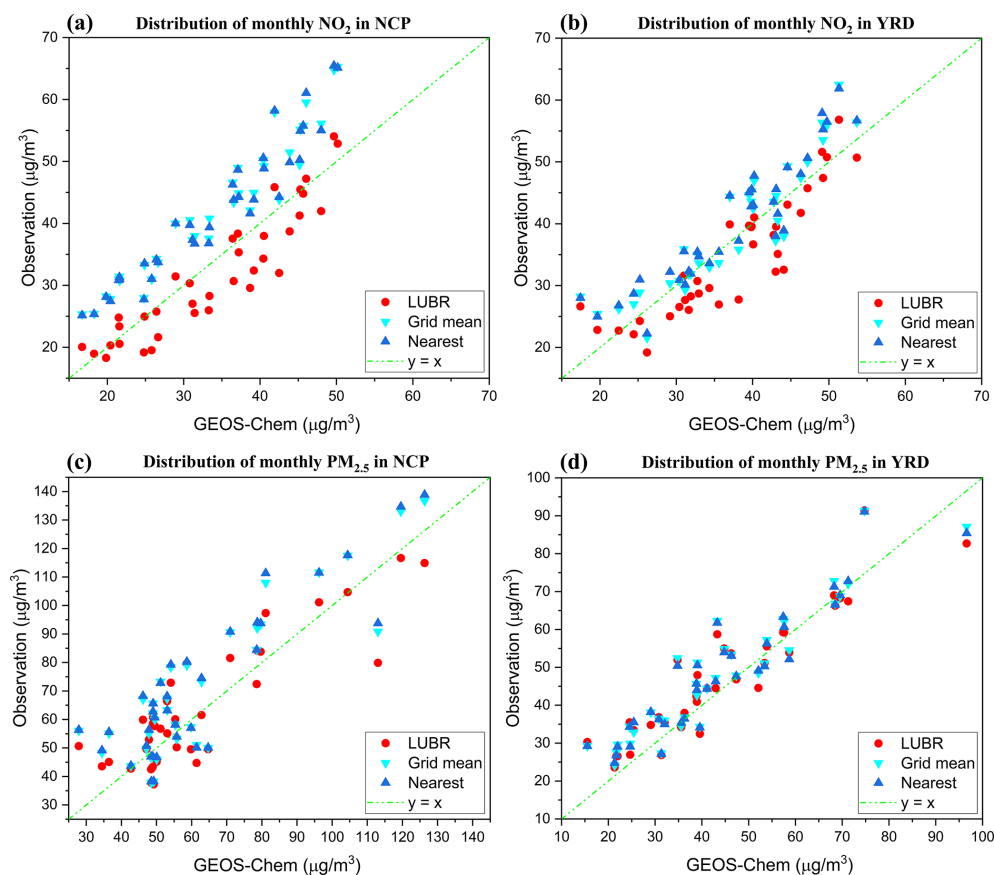 (a) Distribution of monthly NO₂ in NCP
70
60
50
40
30
20
Observation (μg/m³)
20 30 40 50 60 70
GEOS-Chem (μg/m³)
LUBR
Grid mean
Nearest
y = x
(b) Distribution of monthly NO₂ in YRD
70
60
50
40
30
20
Observation (μg/m³)
20 30 40 50 60 70
GEOS-Chem (μg/m³)
LUBR
Grid mean
Nearest
y = x
(c) Distribution of monthly PM₂.₅ in NCP
140
130
120
110
100
90
80
70
60
50
40
30
Observation (μg/m³)
30 40 50 60 70 80 90 100 110 120 130 140
GEOS-Chem (μg/m³)
LUBR
Grid mean
Nearest
y = x
(d) Distribution of monthly PM₂.₅ in YRD
100
90
80
70
60
50
40
30
20
10
Observation (μg/m³)
10 20 30 40 50 60 70 80 90 100
GEOS-Chem (μg/m³)
LUBR
Grid mean
Nearest
y = x